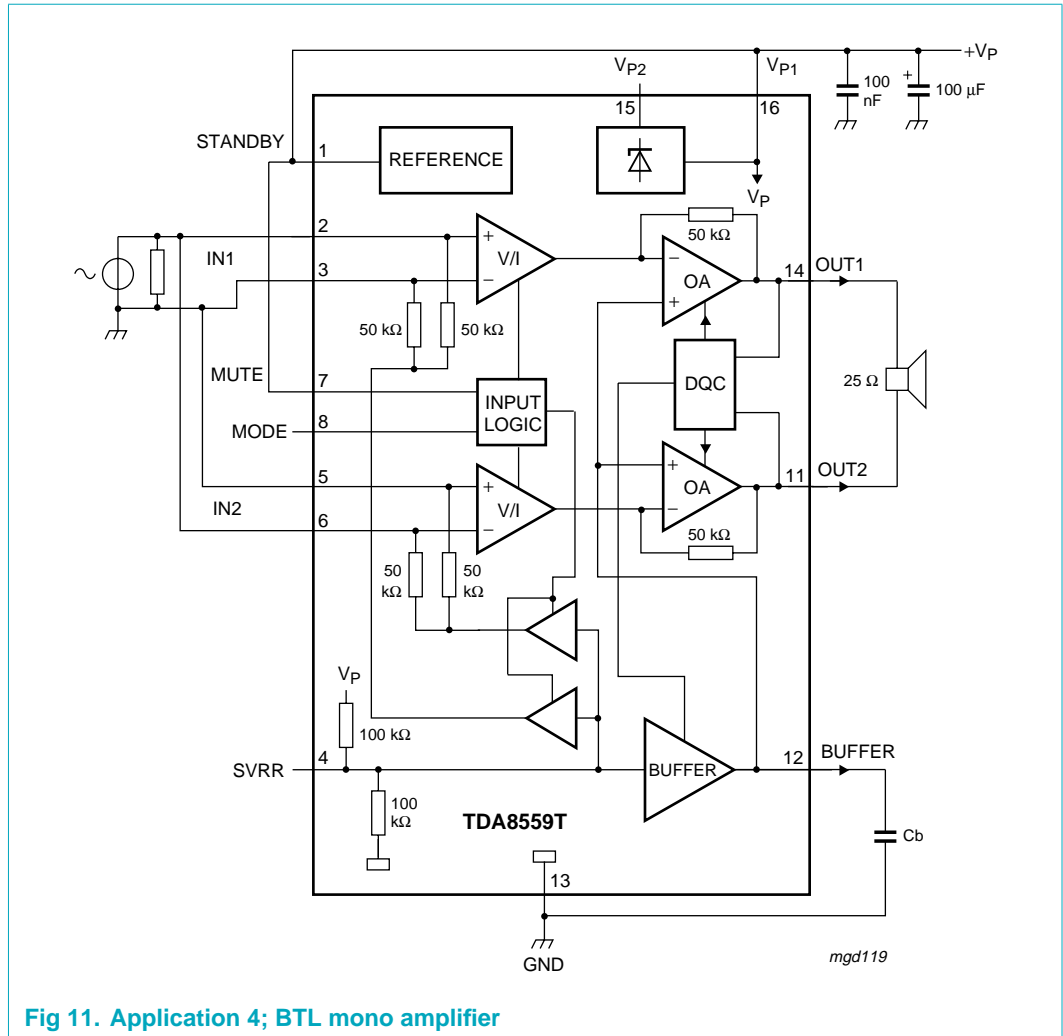 +VP
VP2
VP1
100 nF
+
100 µF
15
16
STANDBY
1
REFERENCE
VP
2
50 kΩ
+
V/I
−
IN1
3
−
OA
+
14
OUT1
50 kΩ
50 kΩ
MUTE
7
INPUT LOGIC
DQC
25 Ω
MODE
8
5
+
V/I
−
IN2
6
+
OA
−
11
OUT2
50 kΩ
50 kΩ
50 kΩ
VP
100 kΩ
SVRR
4
BUFFER
12
BUFFER
100 kΩ
TDA8559T
Cb
13
GND
mgd119
Fig 11. Application 4; BTL mono amplifier